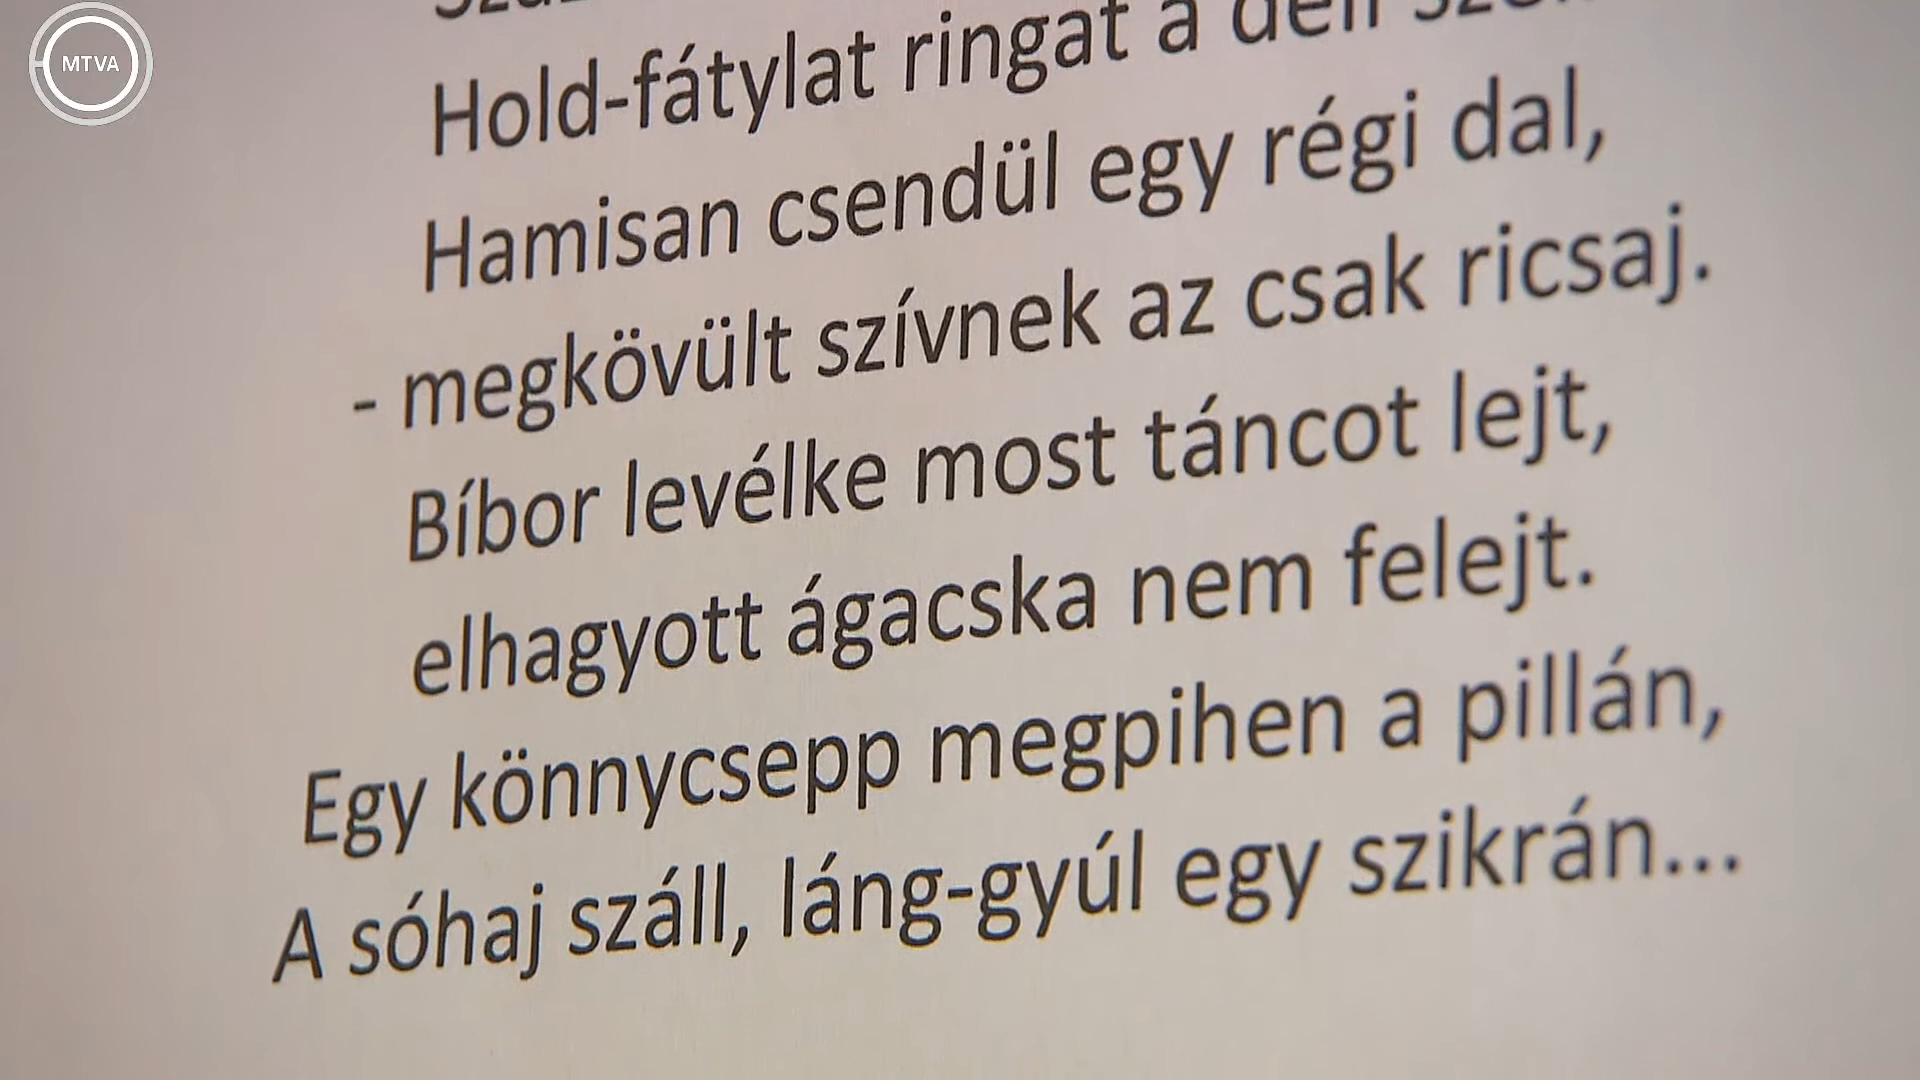 MTVA
Hold-fátylat ringat a déli
Hamisan csendül egy régi dal,
- megkövült szívnek az csak ricsaj.
Bíbor levélke most táncot lejt,
elhagyott ágacska nem felejt.
Egy könnycsepp megpihen a pillán,
A sóhaj száll, láng-gyúl egy szikrán...